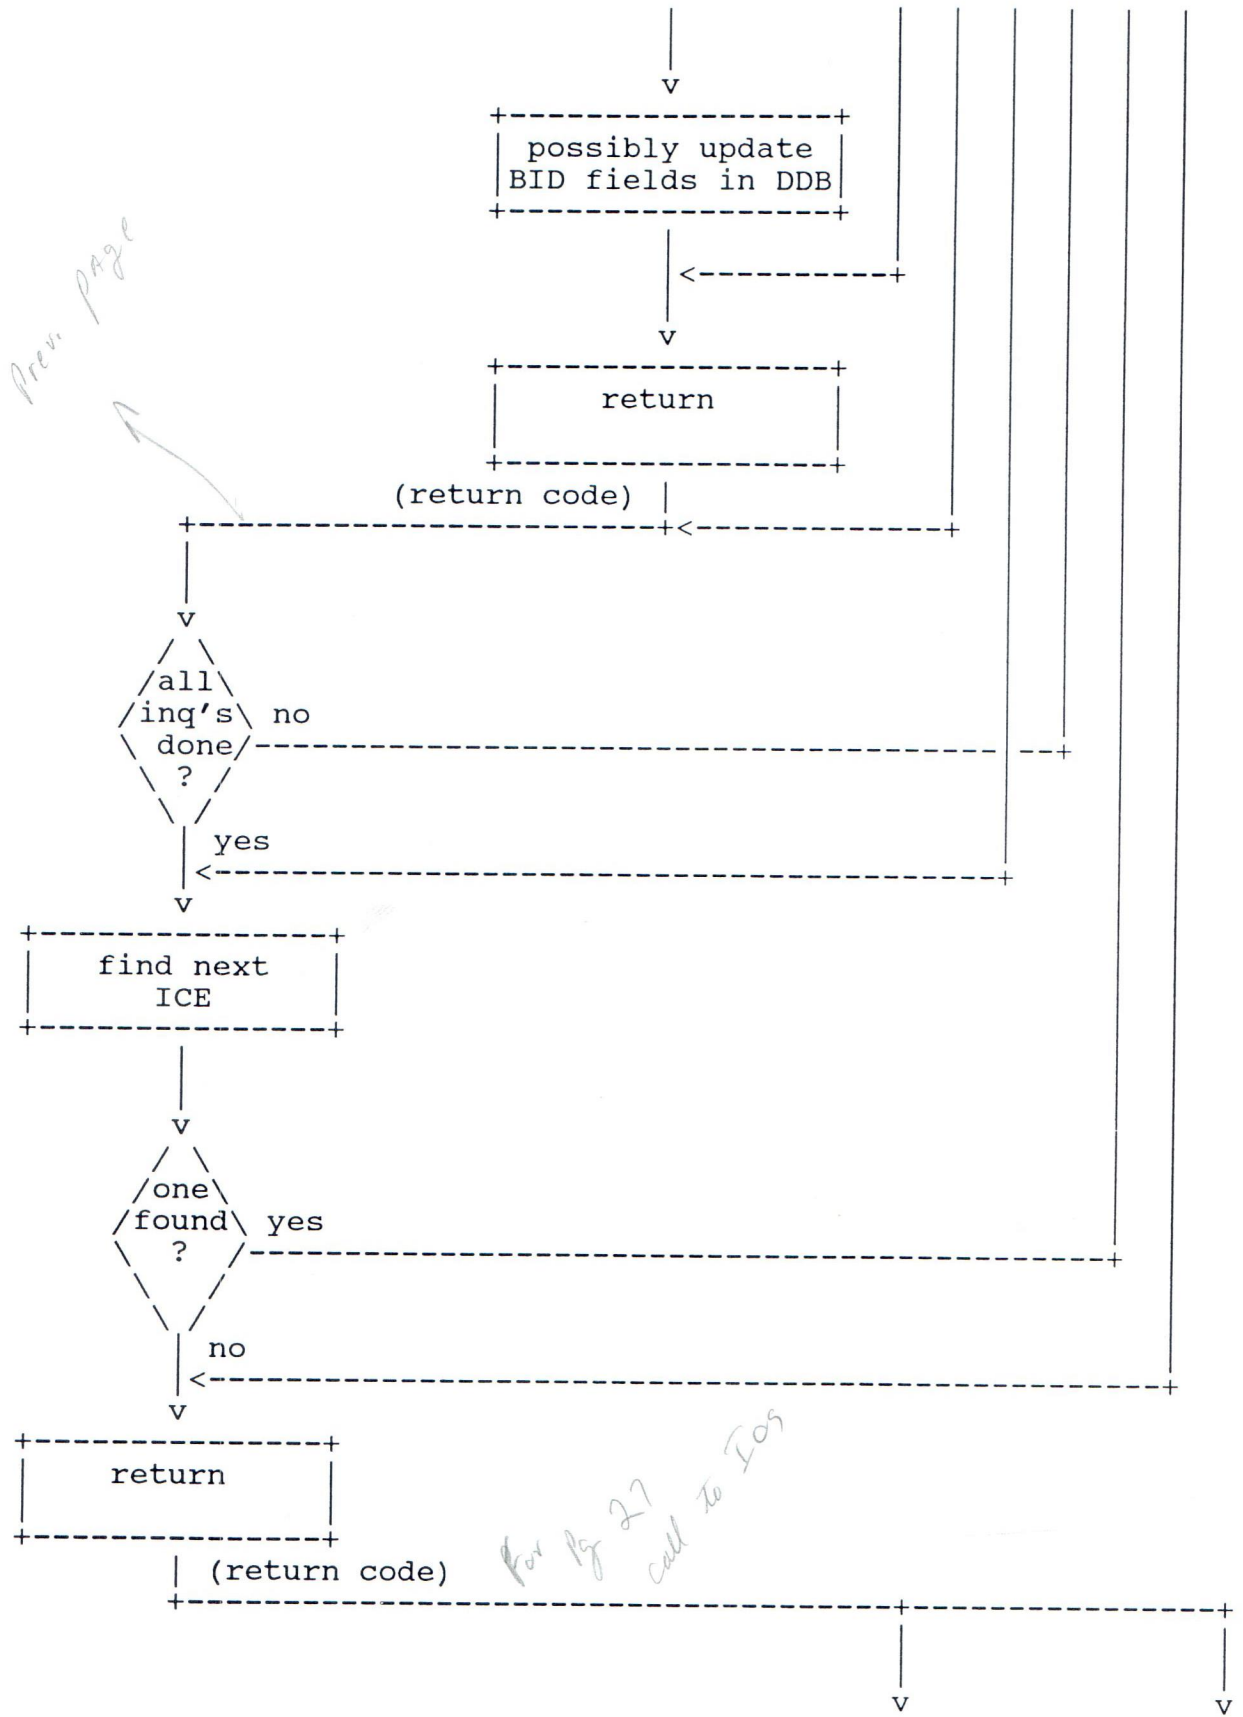 possibly update
BID fields in DDB
Prev. page
return
(return code)
all
inq's
done
?
no
yes
find next
ICE
one
found
?
yes
no
return
For Pg 27
call to IOS
(return code)